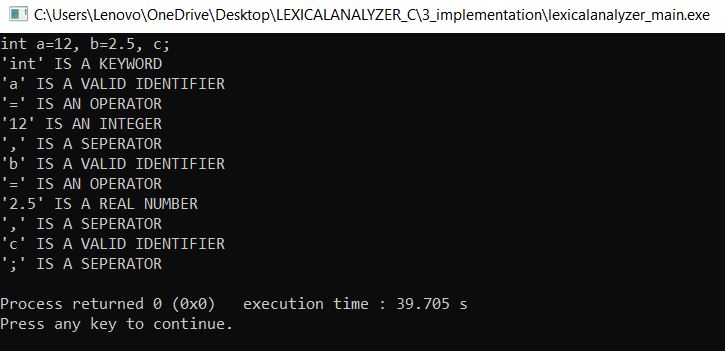 C:\Users\Lenovo\OneDrive\Desktop\LEXICALANALYZER_C\3_implementation\lexicalanalyzer_main.exe
int a=12, b=2.5, c;
'int' IS A KEYWORD
'a' IS A VALID IDENTIFIER
'=' IS AN OPERATOR
'12' IS AN INTEGER
',' IS A SEPERATOR
'b' IS A VALID IDENTIFIER
'=' IS AN OPERATOR
'2.5' IS A REAL NUMBER
',' IS A SEPERATOR
'c' IS A VALID IDENTIFIER
';' IS A SEPERATOR
Process returned 0 (0x0)   execution time : 39.705 s
Press any key to continue.